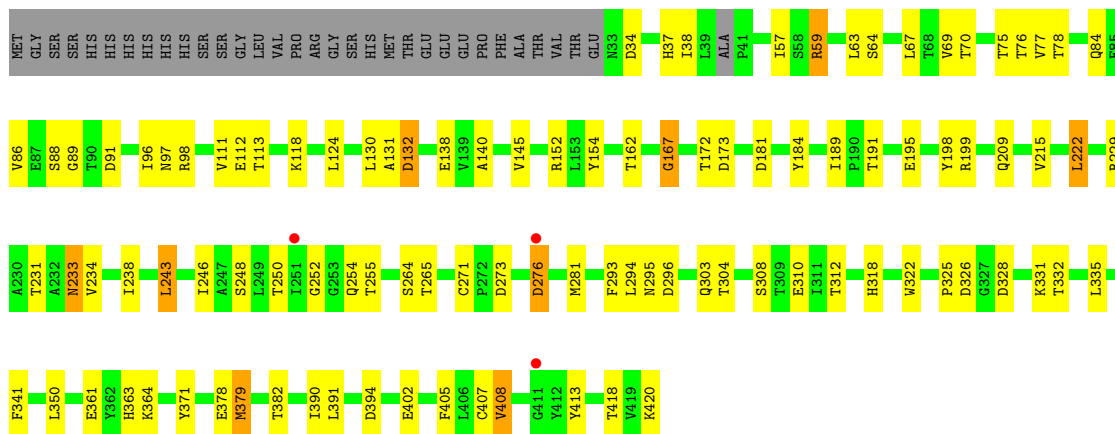 MET GLY SER SER HIS HIS HIS HIS HIS HIS SER SER GLY LEU VAL PRO ARG GLY SER HIS MET THR GLU GLU GLU PRO PHE ALA THR VAL THR GLU N33 D34 H37 I38 L39 ALA P41 I57 S58 R59 L63 S64 L67 T68 V69 T70 T75 T76 V77 T78 Q84
V86 E87 S88 G89 T90 D91 I96 N97 R98 V111 E112 T113 K118 L124 L130 A131 D132 E138 V139 A140 V145 R152 L153 Y154 T162 G167 T172 D173 D181 Y184 I189 P190 T191 E195 Y198 R199 Q209 V215 L222
A230 T231 A232 N233 V234 I238 L243 I246 A247 S248 L249 T250 I251 G252 G253 Q254 T255 S264 T265 C271 P272 D273 D276 M281 F293 L294 N295 D296 Q303 T304 S308 T309 E310 I311 T312 H318 W322 P325 D326 G327 D328 K331 T332 L335
F341 L350 E361 Y362 H363 K364 Y371 E378 M379 T382 I390 L391 D394 E402 F405 L406 C407 V408 G411 Y412 Y413 T418 V419 K420